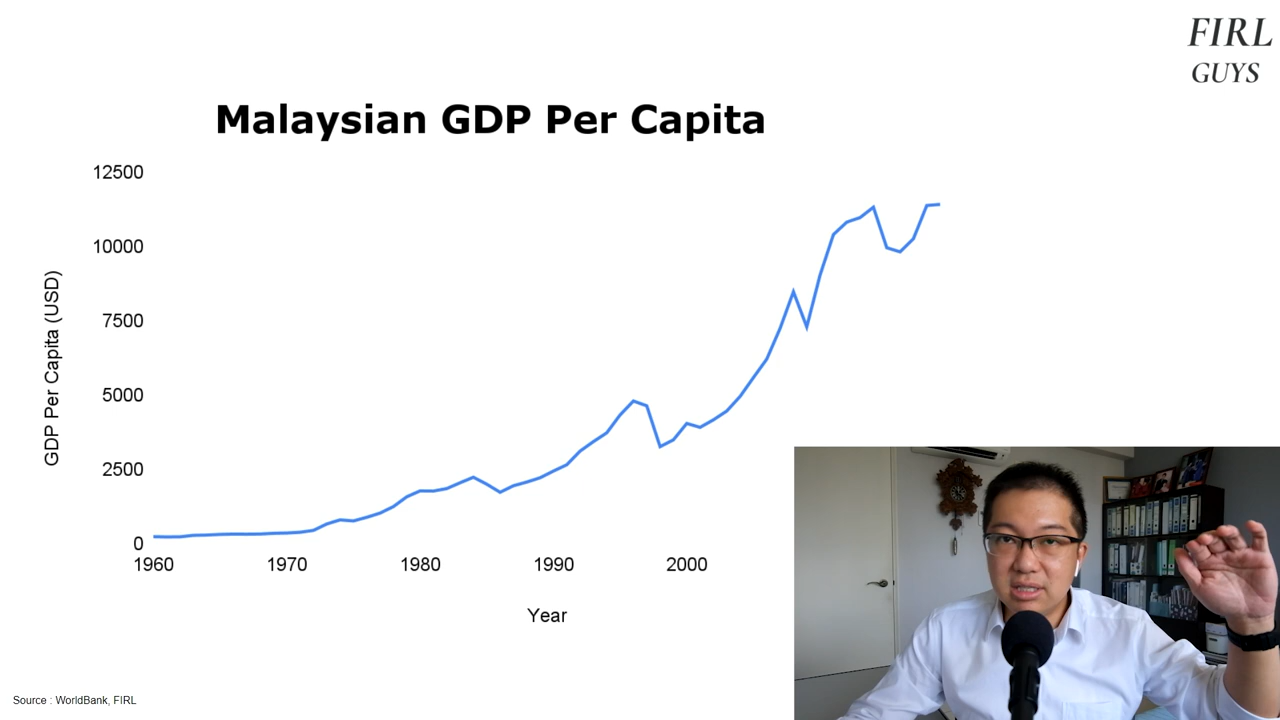 FIRL
GUYS
Malaysian GDP Per Capita
12500
10000
7500
5000
2500
0
GDP Per Capita (USD)
1960
1970
1980
1990
2000
Year
Source : WorldBank, FIRL